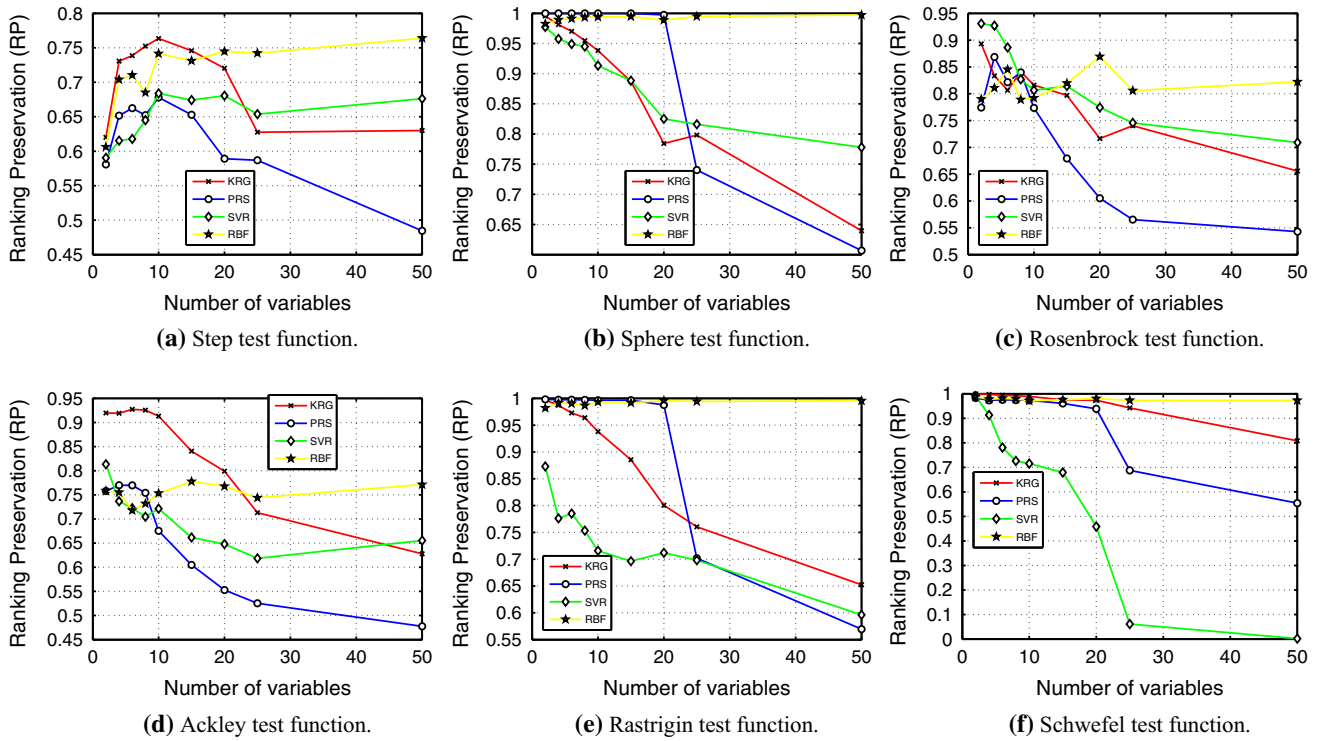 0.8
0.75
0.7
0.65
0.6
0.55
0.5
0.45
0 10 20 30 40 50
Ranking Preservation (RP)
Number of variables
KRG
PRS
SVR
RBF
(a) Step test function.
1
0.95
0.9
0.85
0.8
0.75
0.7
0.65
0 10 20 30 40 50
Ranking Preservation (RP)
Number of variables
KRG
PRS
SVR
RBF
(b) Sphere test function.
0.95
0.9
0.85
0.8
0.75
0.7
0.65
0.6
0.55
0.5
0 10 20 30 40 50
Ranking Preservation (RP)
Number of variables
KRG
PRS
SVR
RBF
(c) Rosenbrock test function.
0.95
0.9
0.85
0.8
0.75
0.7
0.65
0.6
0.55
0.5
0.45
0 10 20 30 40 50
Ranking Preservation (RP)
Number of variables
KRG
PRS
SVR
RBF
(d) Ackley test function.
1
0.95
0.9
0.85
0.8
0.75
0.7
0.65
0.6
0.55
0 10 20 30 40 50
Ranking Preservation (RP)
Number of variables
KRG
PRS
SVR
RBF
(e) Rastrigin test function.
1
0.9
0.8
0.7
0.6
0.5
0.4
0.3
0.2
0.1
0
0 10 20 30 40 50
Ranking Preservation (RP)
Number of variables
KRG
PRS
SVR
RBF
(f) Schwefel test function.